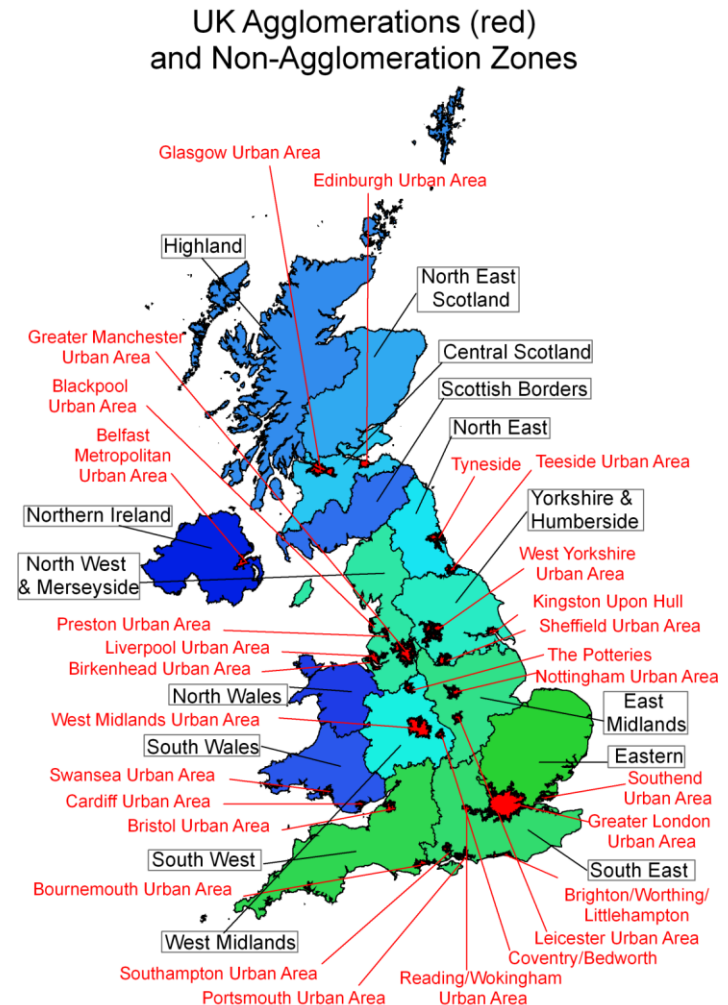 UK Agglomerations (red)
and Non-Agglomeration Zones
Glasgow Urban Area
Edinburgh Urban Area
Highland
North East
Scotland
Greater Manchester
Urban Area
Central Scotland
Blackpool
Urban Area
Scottish Borders
Belfast
Metropolitan
Urban Area
North East
Tyneside
Teeside Urban Area
Northern Ireland
Yorkshire &
Humberside
North West
& Merseyside
West Yorkshire
Urban Area
Kingston Upon Hull
Preston Urban Area
Sheffield Urban Area
Liverpool Urban Area
Birkenhead Urban Area
The Potteries
Nottingham Urban Area
North Wales
East
Midlands
West Midlands Urban Area
South Wales
Eastern
Swansea Urban Area
Southend
Urban Area
Cardiff Urban Area
Bristol Urban Area
Greater London
Urban Area
South West
South East
Bournemouth Urban Area
Brighton/Worthing/
Littlehampton
West Midlands
Leicester Urban Area
Coventry/Bedworth
Southampton Urban Area
Reading/Wokingham
Urban Area
Portsmouth Urban Area